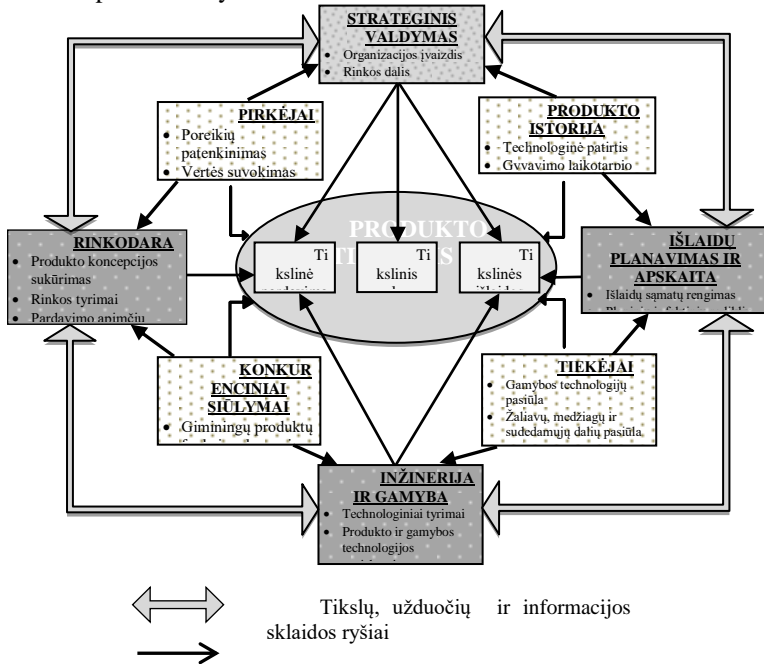 STRATEGINIS
VALDYMAS
• Organizacijos įvaizdis
• Rinkos dalis
PIRKĖJAI
• Poreikių
patenkinimas
• Vertės suvokimas
PRODUKTO
ISTORIJA
• Technologinė patirtis
• Gyvavimo laikotarpio
RINKODARA
• Produkto koncepcijos
sukūrimas
• Rinkos tyrimai
• Pardavimo apimčių
PRODUKTO
Ti
kslinė
Ti
kslinis
Ti
kslinės
išlaidos
IŠLAIDŲ
PLANAVIMAS IR
APSKAITA
• Išlaidų sąmatų rengimas
KONKUR
ENCINIAI
SIŪLYMAI
• Giminingų produktų
TIEKĖJAI
• Gamybos technologijų
pasiūla
• Žaliavų, medžiagų ir
sudedamųjų dalių pasiūla
INŽINERIJA
IR GAMYBA
• Technologiniai tyrimai
• Produkto ir gamybos
technologijos
Tikslų, užduočių ir informacijos
sklaidos ryšiai